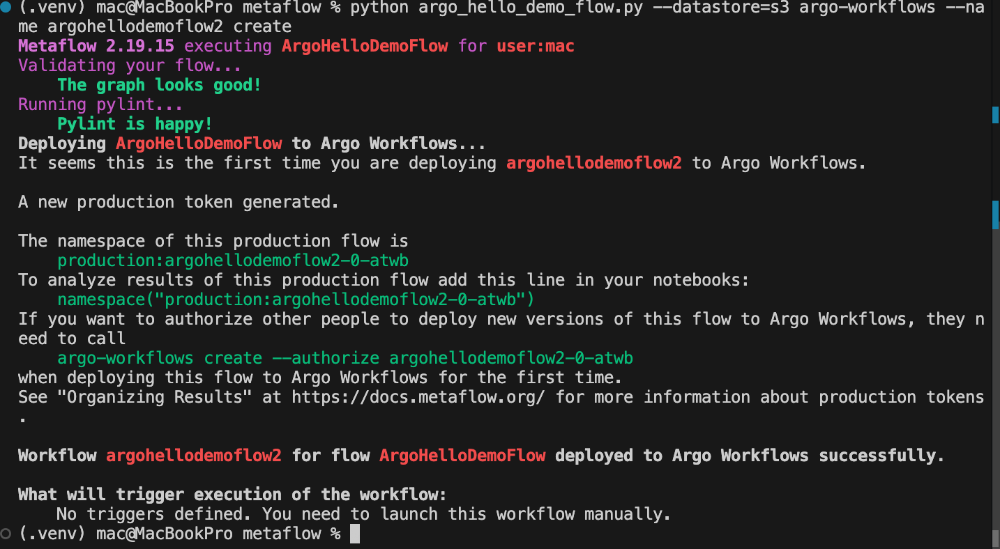 (.venv) mac@MacBookPro metaflow % python argo_hello_demo_flow.py --datastore=s3 argo-workflows --na
me argohellodemoflow2 create
Metaflow 2.19.15 executing ArgoHelloDemoFlow for user:mac
Validating your flow...
    The graph looks good!
Running pylint...
    Pylint is happy!
Deploying ArgoHelloDemoFlow to Argo Workflows...
It seems this is the first time you are deploying argohellodemoflow2 to Argo Workflows.

A new production token generated.

The namespace of this production flow is
    production:argohellodemoflow2-0-atwb
To analyze results of this production flow add this line in your notebooks:
    namespace("production:argohellodemoflow2-0-atwb")
If you want to authorize other people to deploy new versions of this flow to Argo Workflows, they n
eed to call
    argo-workflows create --authorize argohellodemoflow2-0-atwb
when deploying this flow to Argo Workflows for the first time.
See "Organizing Results" at https://docs.metaflow.org/ for more information about production tokens
.

Workflow argohellodemoflow2 for flow ArgoHelloDemoFlow deployed to Argo Workflows successfully.

What will trigger execution of the workflow:
    No triggers defined. You need to launch this workflow manually.
(.venv) mac@MacBookPro metaflow %